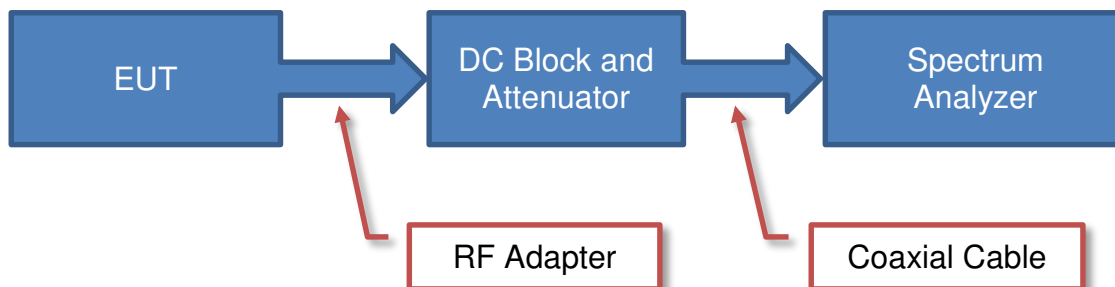 EUT
DC Block and
Attenuator
Spectrum
Analyzer
RF Adapter
Coaxial Cable